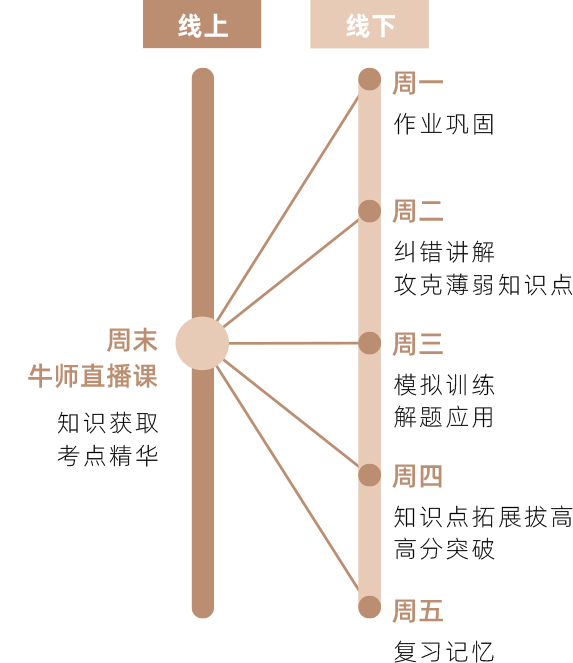 线上
线下
周一
作业巩固
周二
纠错讲解
攻克薄弱知识点
周末
牛师直播课
知识获取
考点精华
周三
模拟训练
解题应用
周四
知识点拓展拔高
高分突破
周五
复习记忆